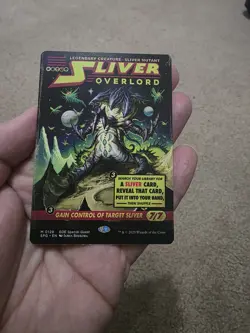 LEGENDARY CREATURE - SLIVER MUTANT
SLIVER
OVERLORD
SEARCH YOUR LIBRARY FOR
A SLIVER CARD,
REVEAL THAT CARD,
PUT IT INTO YOUR HAND,
THEN SHUFFLE
3
GAIN CONTROL OF TARGET SLIVER
7/7